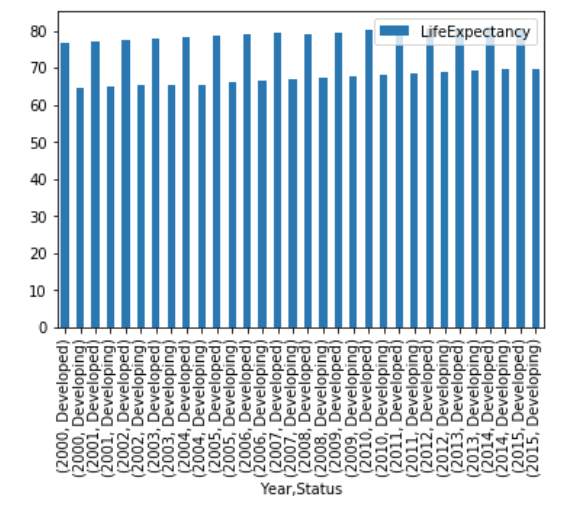 LifeExpectancy
80
70
60
50
40
30
20
10
0
(2000, Developed)
(2000, Developing)
(2001, Developed)
(2001, Developing)
(2002, Developed)
(2002, Developing)
(2003, Developed)
(2003, Developing)
(2004, Developed)
(2004, Developing)
(2005, Developed)
(2005, Developing)
(2006, Developed)
(2006, Developing)
(2007, Developed)
(2007, Developing)
(2008, Developed)
(2008, Developing)
(2009, Developed)
(2009, Developing)
(2010, Developed)
(2010, Developing)
(2011, Developed)
(2011, Developing)
(2012, Developed)
(2012, Developing)
(2013, Developed)
(2013, Developing)
(2014, Developed)
(2014, Developing)
(2015, Developed)
(2015, Developing)
Year,Status